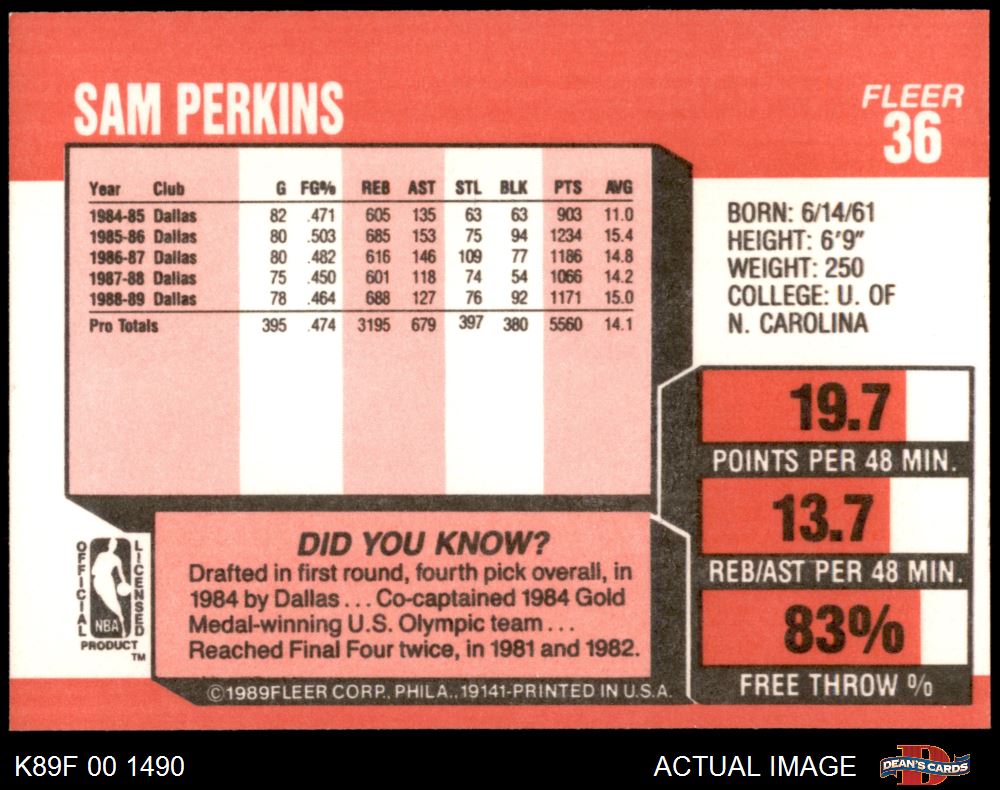 SAM PERKINS
FLEER
36
Year Club G FG% REB AST STL BLK PTS AVG
1984-85 Dallas 82 .471 605 135 63 63 903 11.0
1985-86 Dallas 80 .503 685 153 75 94 1234 15.4
1986-87 Dallas 80 .482 616 146 109 77 1186 14.8
1987-88 Dallas 75 .450 601 118 74 54 1066 14.2
1988-89 Dallas 78 .464 688 127 76 92 1171 15.0
Pro Totals 395 .474 3195 679 397 380 5560 14.1
BORN: 6/14/61
HEIGHT: 6'9"
WEIGHT: 250
COLLEGE: U. OF
N. CAROLINA
19.7
POINTS PER 48 MIN.
13.7
REB/AST PER 48 MIN.
83%
FREE THROW %
OFFICIAL
LICENSED
NBA
PRODUCT
TM
DID YOU KNOW?
Drafted in first round, fourth pick overall, in
1984 by Dallas ... Co-captained 1984 Gold
Medal-winning U.S. Olympic team ...
Reached Final Four twice, in 1981 and 1982.
©1989 FLEER CORP., PHILA., 19141-PRINTED IN U.S.A.
K89F 00 1490
ACTUAL IMAGE
D
DEAN'S CARDS